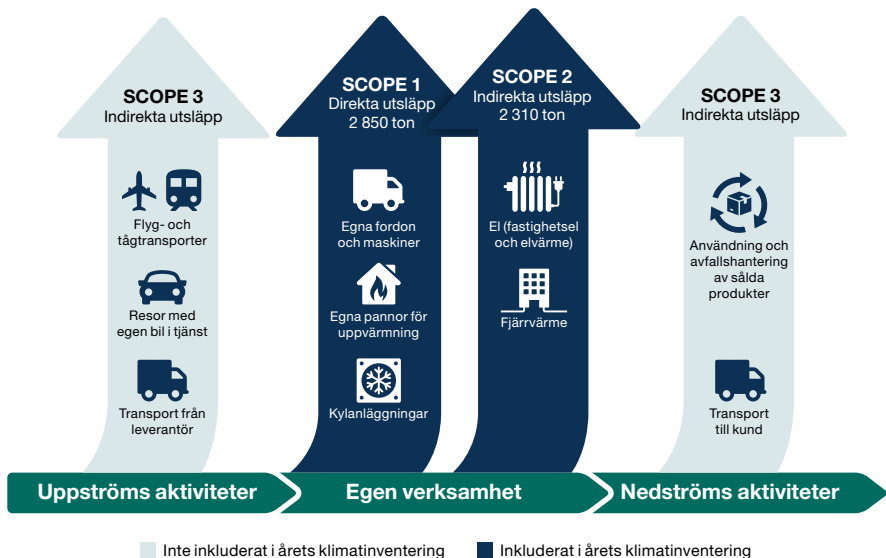 SCOPE 3
Indirekta utsläpp
Flyg- och
tågtransporter
Resor med
egen bil i tjänst
Transport från
leverantör
SCOPE 1
Direkta utsläpp
2 850 ton
Egna fordon
och maskiner
Egna pannor för
uppvärmning
Kylanläggningar
SCOPE 2
Indirekta utsläpp
2 310 ton
El (fastighetsel
och elvärme)
Fjärrvärme
SCOPE 3
Indirekta utsläpp
Användning och
avfallshantering
av sålda
produkter
Transport
till kund
Uppströms aktiviteter
Egen verksamhet
Nedströms aktiviteter
Inte inkluderat i årets klimatinventering
Inkluderat i årets klimatinventering